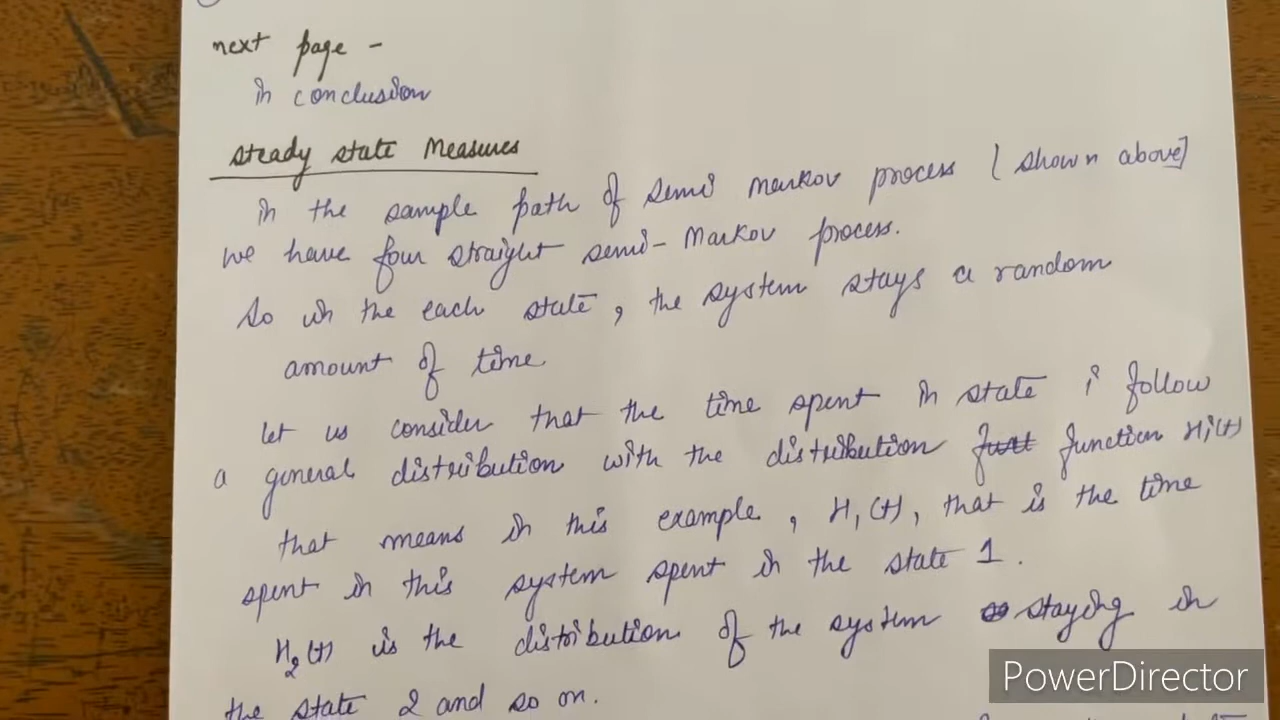 next page -
in conclusion
steady state Measures
in the sample path of semi markov process [shown above]
we have four straight semi-Markov process.
So in the each state, the system stays a random
amount of time.
let us consider that the time spent in state i follow
a general distribution with the distribution function Hi(t)
that means in this example, H1(t), that is the time
spent in this system spent in the state 1.
H2(t) is the distribution of the system staying in
the state 2 and so on.
PowerDirector